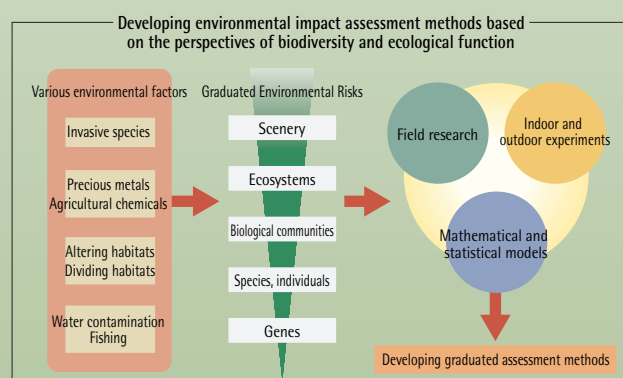 Developing environmental impact assessment methods based
on the perspectives of biodiversity and ecological function
Various environmental factors
Invasive species
Precious metals
Agricultural chemicals
Altering habitats
Dividing habitats
Water contamination
Fishing
Graduated Environmental Risks
Scenery
Ecosystems
Biological communities
Species, individuals
Genes
Field research
Indoor and
outdoor experiments
Mathematical and
statistical models
Developing graduated assessment methods